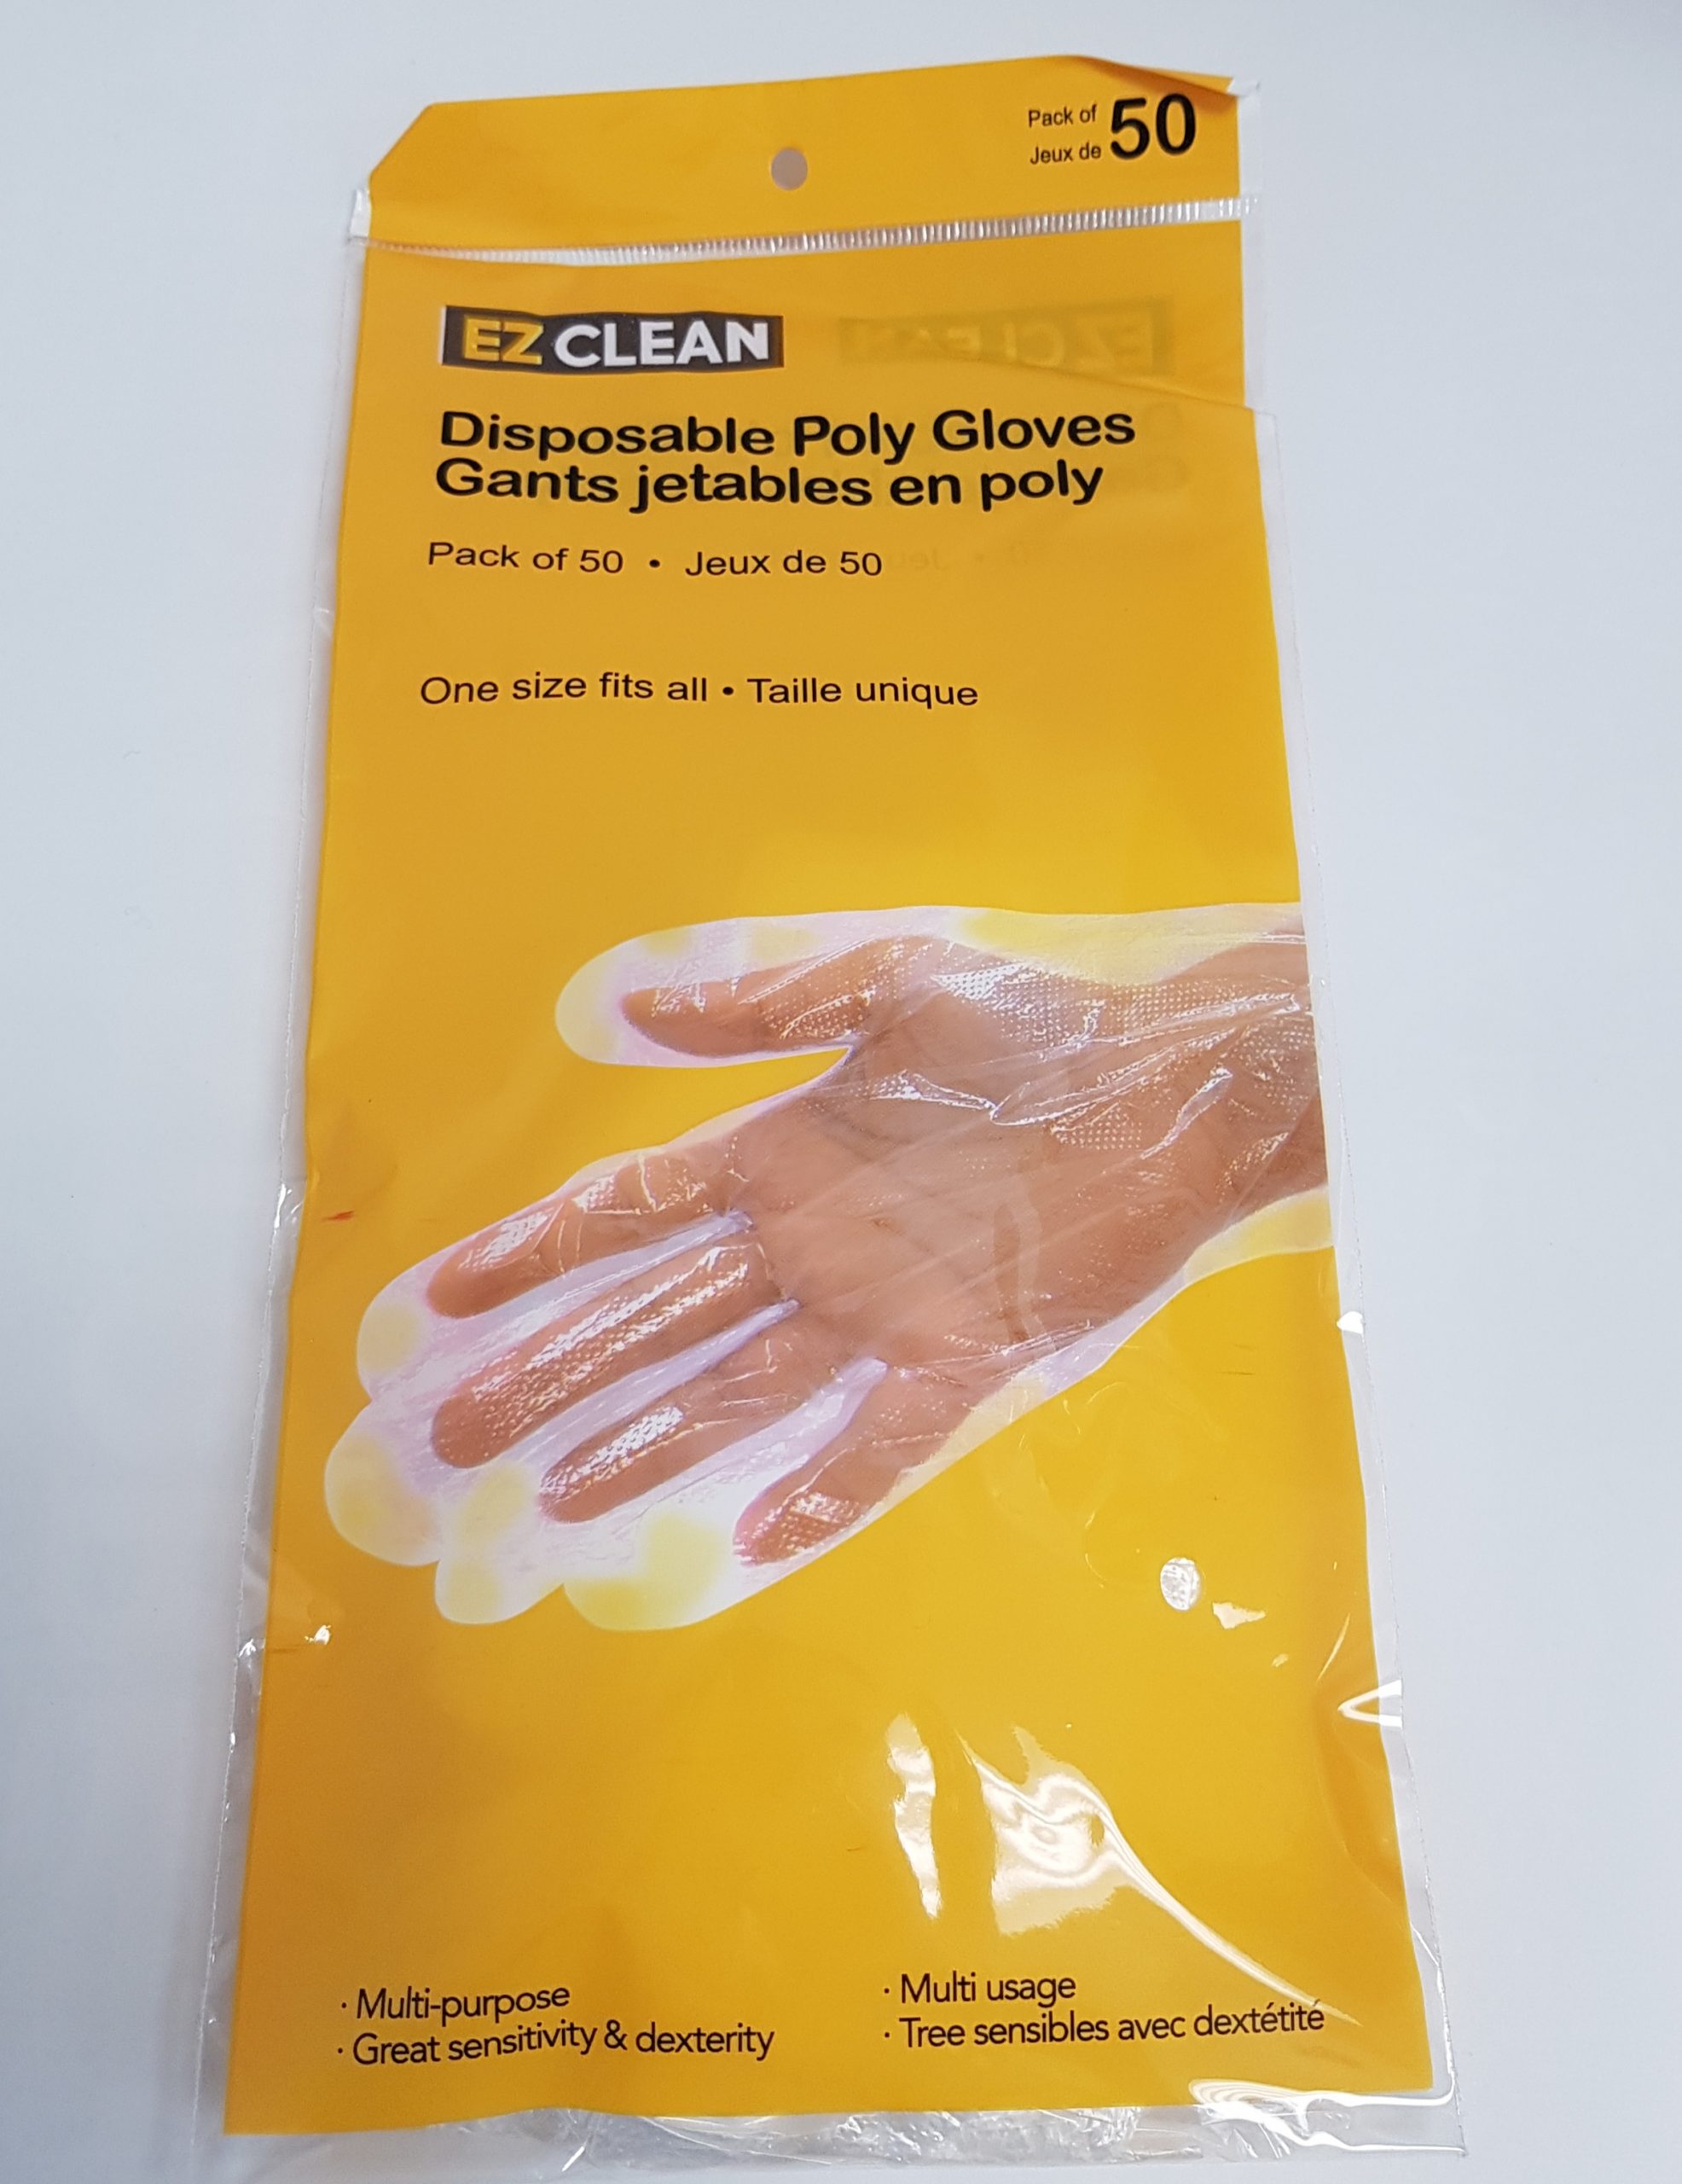 Pack of 50
Jeux de
EZ CLEAN
Disposable Poly Gloves
Gants jetables en poly
Pack of 50 • Jeux de 50
One size fits all • Taille unique
· Multi-purpose
· Great sensitivity & dexterity
· Multi usage
· Tree sensibles avec dextétité